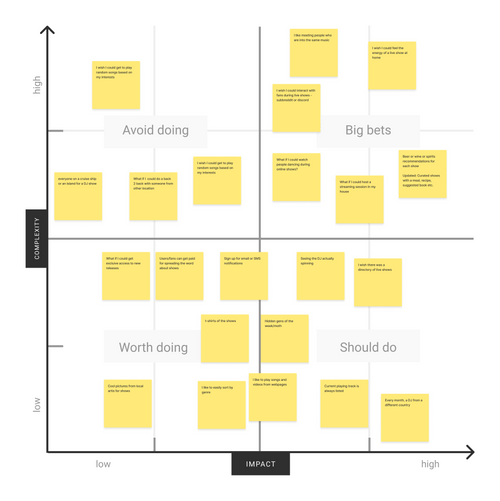 high
I like meeting people who
are into the same music.
I wish I could feel the
energy of a live show at
home
I wish I could get to play
random songs based on
my interests
I wish I could interact with
fans during live shows -
subreddit or discord
Avoid doing
Big bets
What if I could watch
people dancing during
online shows?
Beer or wine or spirits
recommendations for
each show
Updated: Curated shows
with a meal, recipe,
suggested book etc.
I wish I could get to play
random songs based on
my interests
everyone on a cruise ship
or an island for a DJ show
What if I could do a back
2 back with someone from
other location
What if I could host a
streaming session in my
house
COMPLEXITY
What if I could get
exclusive access to new
releases
Users/fans can get paid
for spreading the word
about shows
Sign up for email or SMS
notifications
Seeing the DJ actually
spinning
I wish there was a
directory of live shows
T-shirts of the shows
Hidden gems of the
week/month
Worth doing
Should do
Cool pictures from local
arts for shows
I like to easily sort by
genre
I like to play songs and
videos from webpages
Current playing track is
always listed
Every month, a DJ from a
different country
low
low
IMPACT
high